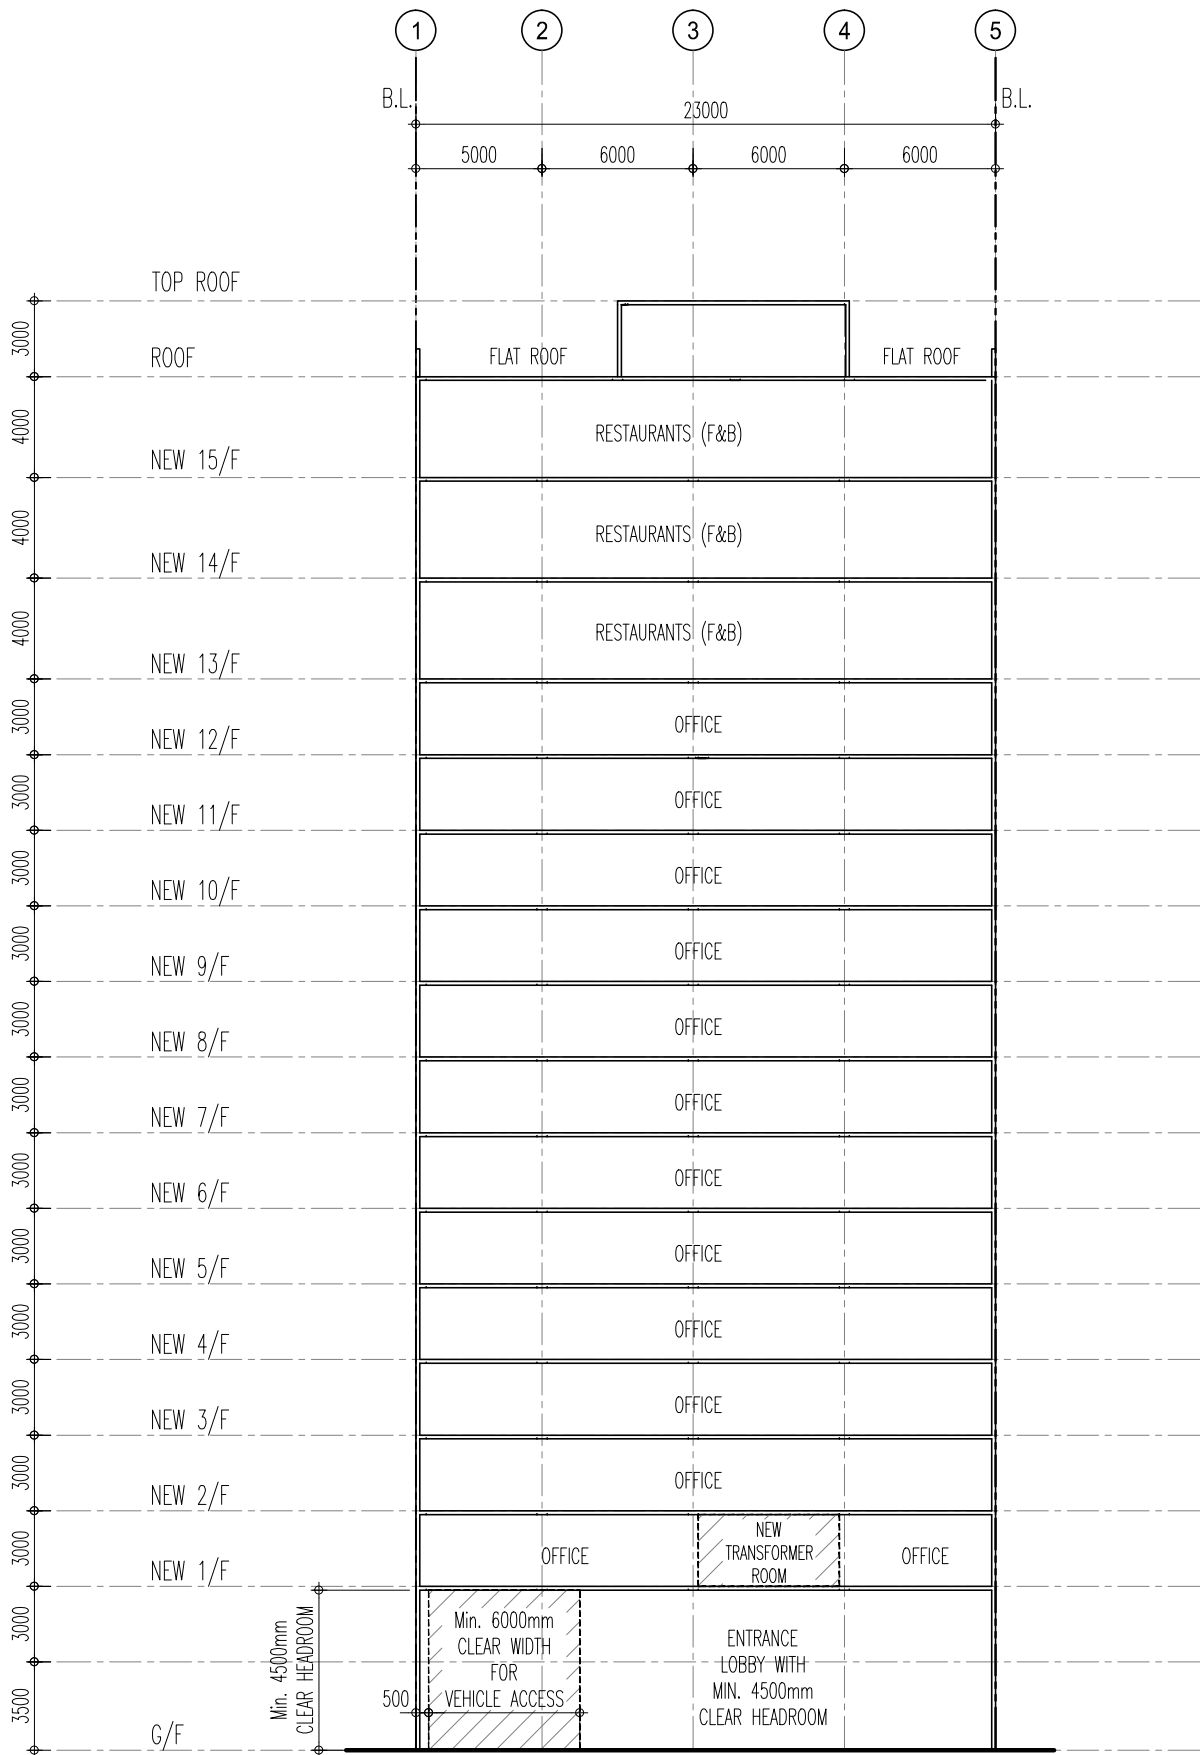 1 2 3 4 5
B.L. B.L.
23000
5000 6000 6000 6000
TOP ROOF
3000
ROOF FLAT ROOF FLAT ROOF
4000
RESTAURANTS (F&B)
NEW 15/F
4000
RESTAURANTS (F&B)
NEW 14/F
4000
RESTAURANTS (F&B)
NEW 13/F
3000
OFFICE
NEW 12/F
3000
OFFICE
NEW 11/F
3000
OFFICE
NEW 10/F
3000
OFFICE
NEW 9/F
3000
OFFICE
NEW 8/F
3000
OFFICE
NEW 7/F
3000
OFFICE
NEW 6/F
3000
OFFICE
NEW 5/F
3000
OFFICE
NEW 4/F
3000
OFFICE
NEW 3/F
3000
OFFICE
NEW 2/F
3000
OFFICE
NEW
TRANSFORMER
ROOM
OFFICE
NEW 1/F
3000
Min. 4500mm
CLEAR HEADROOM
Min. 6000mm
CLEAR WIDTH
FOR
VEHICLE ACCESS
500
ENTRANCE
LOBBY WITH
MIN. 4500mm
CLEAR HEADROOM
3500
G/F